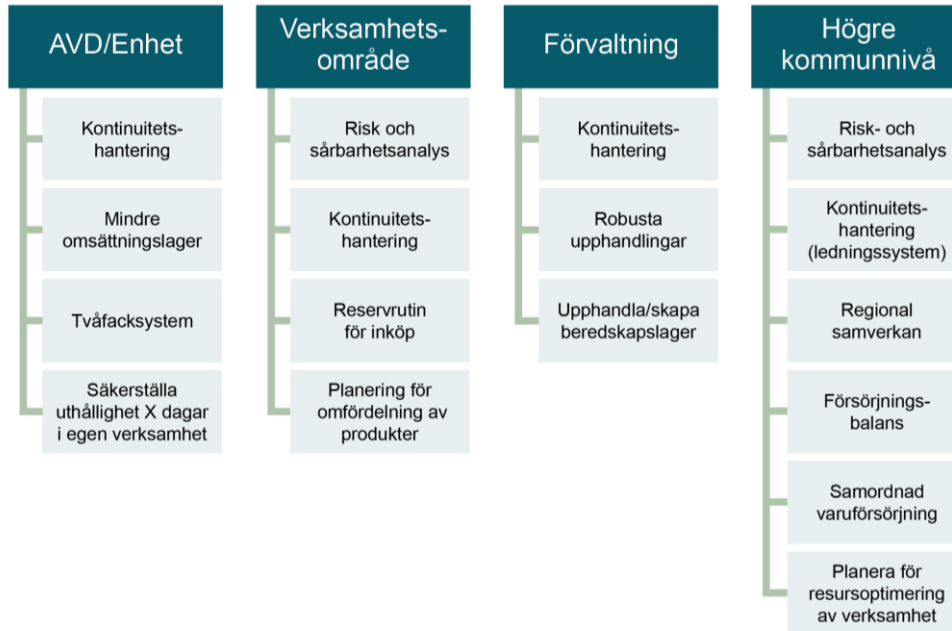 AVD/Enhet
Kontinuitets-
hantering
Mindre
omsättningslager
Tvåfacksystem
Säkerställa
uthållighet X dagar
i egen verksamhet
Verksamhets-
område
Risk och
sårbarhetsanalys
Kontinuitets-
hantering
Reservrutin
för inköp
Planering för
omfördelning av
produkter
Förvaltning
Kontinuitets-
hantering
Robusta
upphandlingar
Upphandla/skapa
beredskapslager
Högre
kommunnivå
Risk- och
sårbarhetsanalys
Kontinuitets-
hantering
(ledningssystem)
Regional
samverkan
Försörjnings-
balans
Samordnad
varuförsörjning
Planera för
resursoptimering
av verksamhet